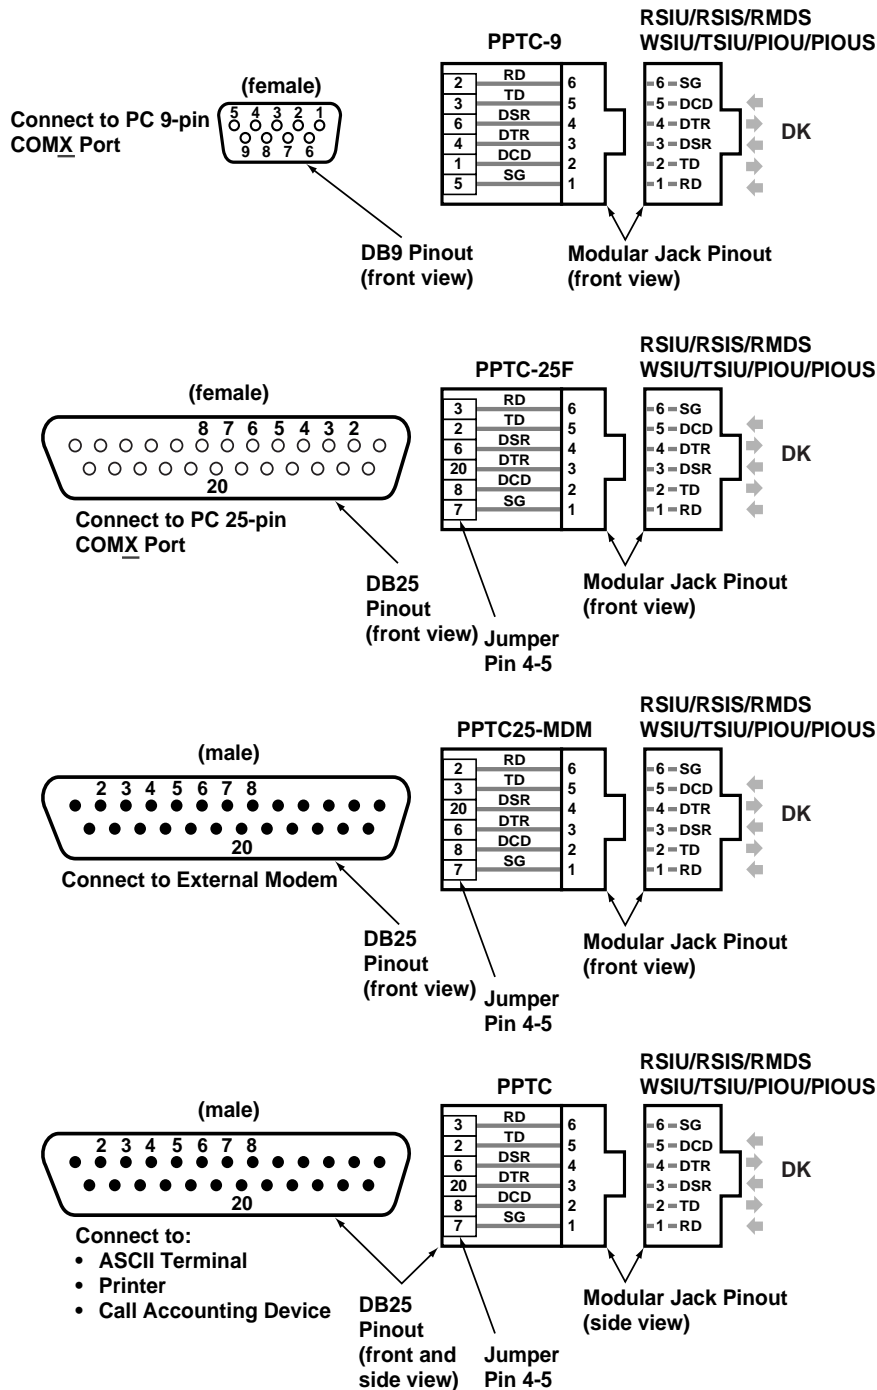 PPTC-9
RSIU/RSIS/RMDS
WSIU/TSIU/PIOU/PIOUS
(female)
5 4 3 2 1
9 8 7 6
Connect to PC 9-pin
COMX Port
2 RD 6
3 TD 5
6 DSR 4
4 DTR 3
1 DCD 2
5 SG 1
6 SG
5 DCD
4 DTR
3 DSR
2 TD
1 RD
DK
DB9 Pinout
(front view)
Modular Jack Pinout
(front view)
PPTC-25F
RSIU/RSIS/RMDS
WSIU/TSIU/PIOU/PIOUS
(female)
8 7 6 5 4 3 2
20
Connect to PC 25-pin
COMX Port
3 RD 6
2 TD 5
6 DSR 4
20 DTR 3
8 DCD 2
7 SG 1
6 SG
5 DCD
4 DTR
3 DSR
2 TD
1 RD
DK
DB25
Pinout
(front view)
Jumper
Pin 4-5
Modular Jack Pinout
(front view)
PPTC25-MDM
RSIU/RSIS/RMDS
WSIU/TSIU/PIOU/PIOUS
(male)
2 3 4 5 6 7 8
20
Connect to External Modem
2 RD 6
3 TD 5
20 DSR 4
6 DTR 3
8 DCD 2
7 SG 1
6 SG
5 DCD
4 DTR
3 DSR
2 TD
1 RD
DK
DB25
Pinout
(front view)
Jumper
Pin 4-5
Modular Jack Pinout
(front view)
PPTC
RSIU/RSIS/RMDS
WSIU/TSIU/PIOU/PIOUS
(male)
2 3 4 5 6 7 8
20
Connect to:
• ASCII Terminal
• Printer
• Call Accounting Device
3 RD 6
2 TD 5
6 DSR 4
20 DTR 3
8 DCD 2
7 SG 1
6 SG
5 DCD
4 DTR
3 DSR
2 TD
1 RD
DK
DB25
Pinout
(front and
side view)
Jumper
Pin 4-5
Modular Jack Pinout
(side view)